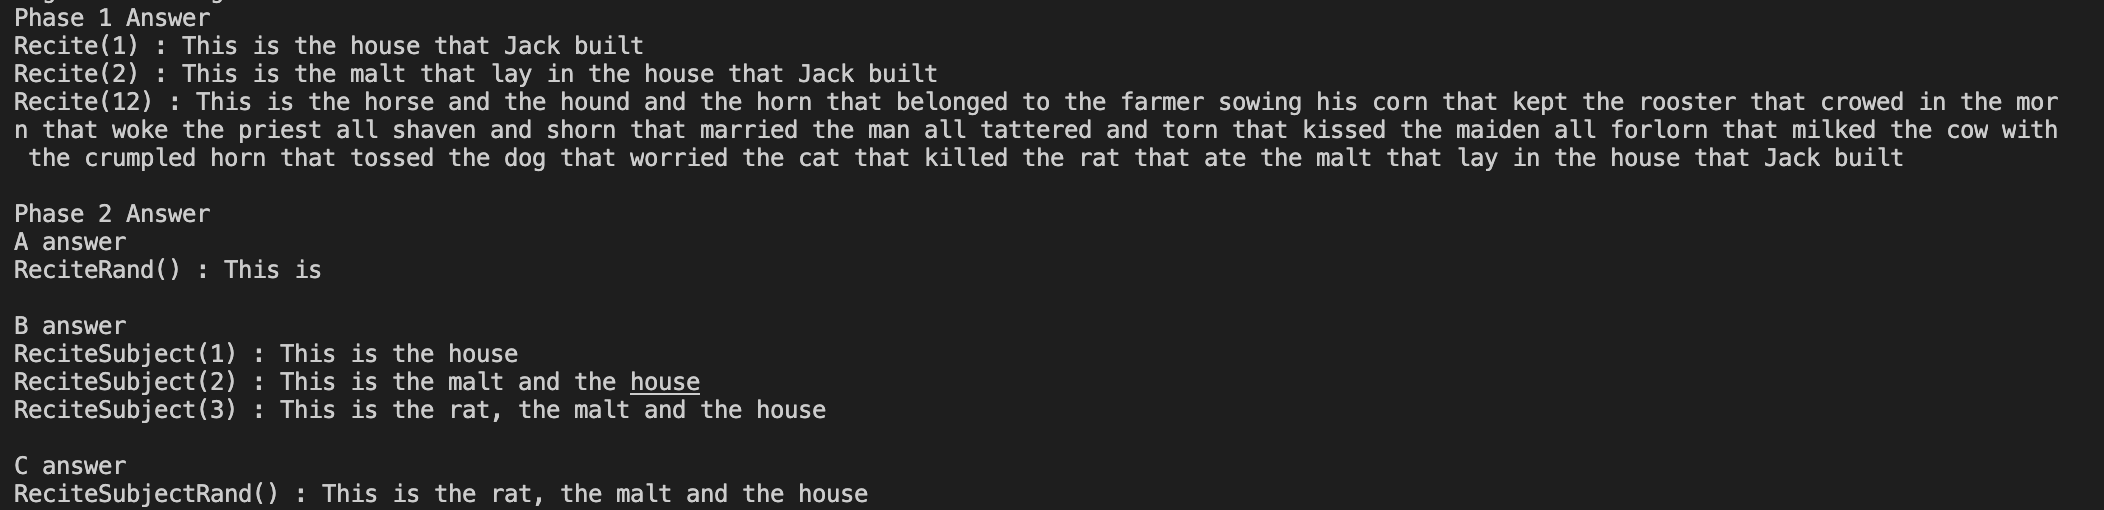 Phase 1 Answer
Recite(1) : This is the house that Jack built
Recite(2) : This is the malt that lay in the house that Jack built
Recite(12) : This is the horse and the hound and the horn that belonged to the farmer sowing his corn that kept the rooster that crowed in the mor
n that woke the priest all shaven and shorn that married the man all tattered and torn that kissed the maiden all forlorn that milked the cow with
 the crumpled horn that tossed the dog that worried the cat that killed the rat that ate the malt that lay in the house that Jack built
Phase 2 Answer
A answer
ReciteRand() : This is
B answer
ReciteSubject(1) : This is the house
ReciteSubject(2) : This is the malt and the house
ReciteSubject(3) : This is the rat, the malt and the house
C answer
ReciteSubjectRand() : This is the rat, the malt and the house